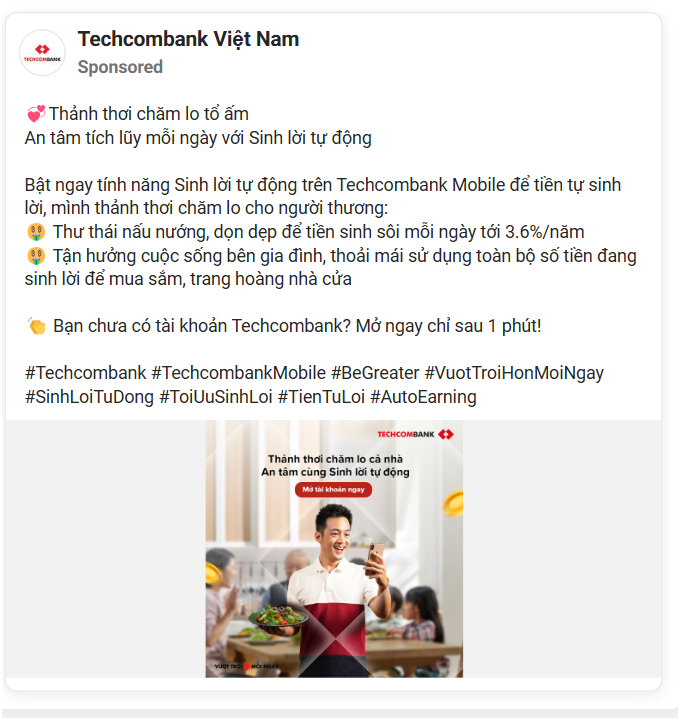 TECHCOMBANK
Techcombank Việt Nam
Sponsored
💞 Thảnh thơi chăm lo tổ ấm
An tâm tích lũy mỗi ngày với Sinh lời tự động
Bật ngay tính năng Sinh lời tự động trên Techcombank Mobile để tiền tự sinh
lời, mình thảnh thơi chăm lo cho người thương:
🤑 Thư thái nấu nướng, dọn dẹp để tiền sinh sôi mỗi ngày tới 3.6%/năm
🤑 Tận hưởng cuộc sống bên gia đình, thoải mái sử dụng toàn bộ số tiền đang
sinh lời để mua sắm, trang hoàng nhà cửa
👏 Bạn chưa có tài khoản Techcombank? Mở ngay chỉ sau 1 phút!
#Techcombank #TechcombankMobile #BeGreater #VuotTroiHonMoiNgay
#SinhLoiTuDong #ToiUuSinhLoi #TienTuLoi #AutoEarning
TECHCOMBANK
Thảnh thơi chăm lo cả nhà
An tâm cùng Sinh lời tự động
Mở tài khoản ngay
VƯỢT TRỘI MỖI NGÀY